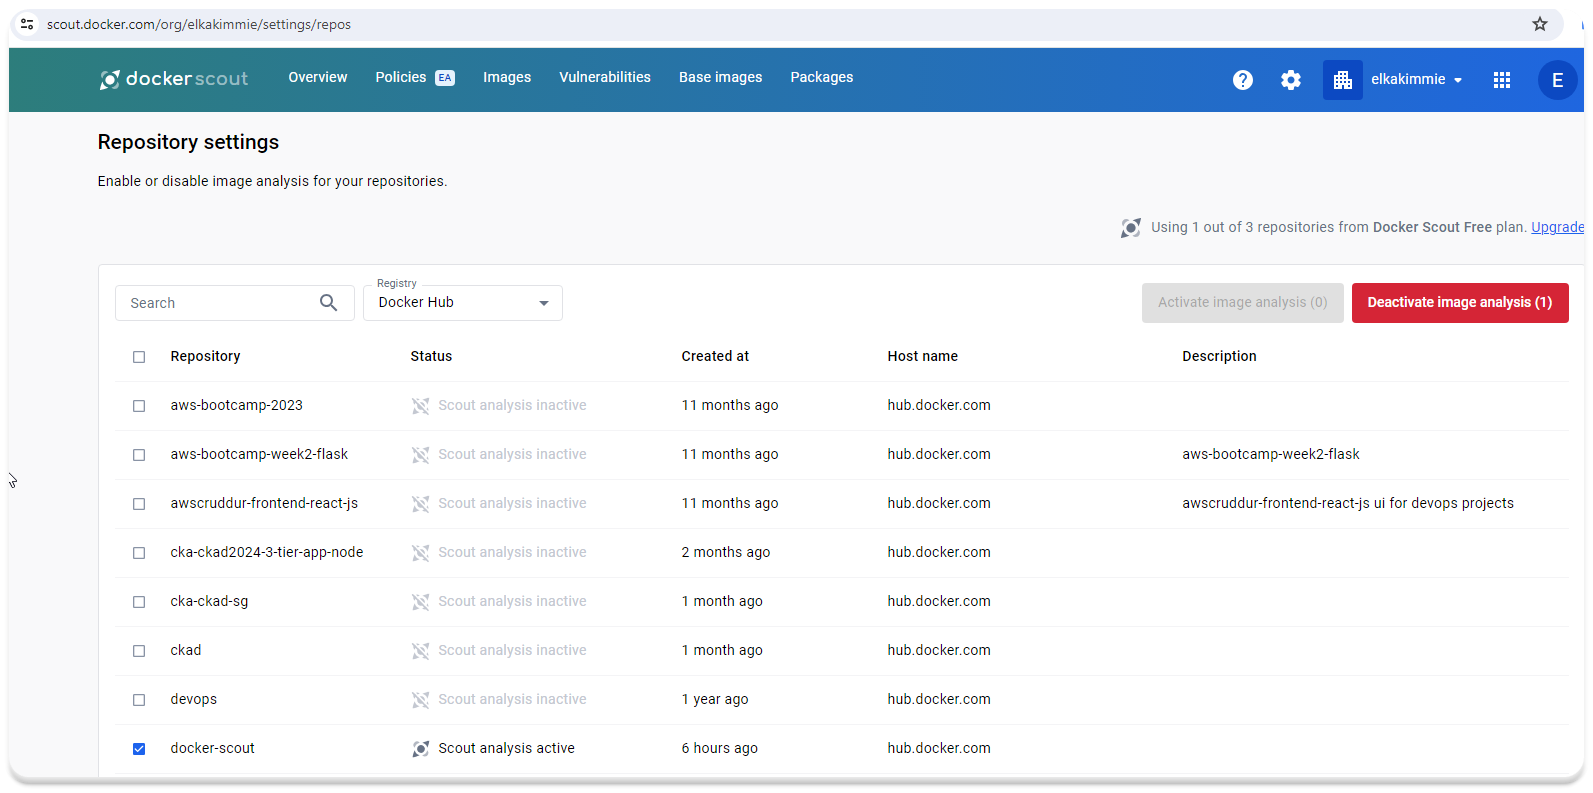 scout.docker.com/org/elkakimmie/settings/repos
docker scout Overview Policies EA Images Vulnerabilities Base images Packages ? elkakimmie E
Repository settings
Enable or disable image analysis for your repositories.
Using 1 out of 3 repositories from Docker Scout Free plan. Upgrade
Search Registry Docker Hub Activate image analysis (0) Deactivate image analysis (1)
Repository Status Created at Host name Description
aws-bootcamp-2023 Scout analysis inactive 11 months ago hub.docker.com
aws-bootcamp-week2-flask Scout analysis inactive 11 months ago hub.docker.com aws-bootcamp-week2-flask
awscruddur-frontend-react-js Scout analysis inactive 11 months ago hub.docker.com awscruddur-frontend-react-js ui for devops projects
cka-ckad2024-3-tier-app-node Scout analysis inactive 2 months ago hub.docker.com
cka-ckad-sg Scout analysis inactive 1 month ago hub.docker.com
ckad Scout analysis inactive 1 month ago hub.docker.com
devops Scout analysis inactive 1 year ago hub.docker.com
docker-scout Scout analysis active 6 hours ago hub.docker.com